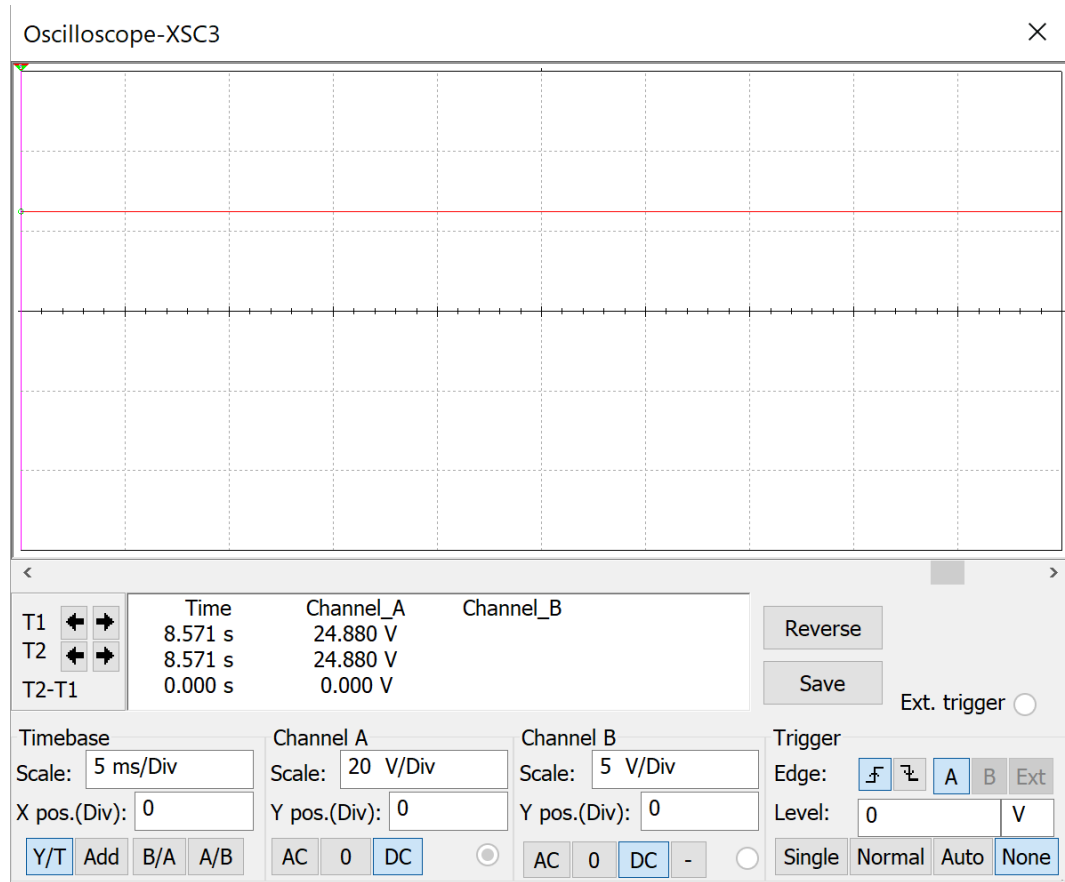 Oscilloscope-XSC3
Time Channel_A Channel_B
T1 8.571 s 24.880 V
T2 8.571 s 24.880 V
T2-T1 0.000 s 0.000 V
Reverse
Save
Ext. trigger
Timebase
Scale: 5 ms/Div
X pos.(Div): 0
Y/T Add B/A A/B
Channel A
Scale: 20 V/Div
Y pos.(Div): 0
AC 0 DC
Channel B
Scale: 5 V/Div
Y pos.(Div): 0
AC 0 DC -
Trigger
Edge: A B Ext
Level: 0 V
Single Normal Auto None